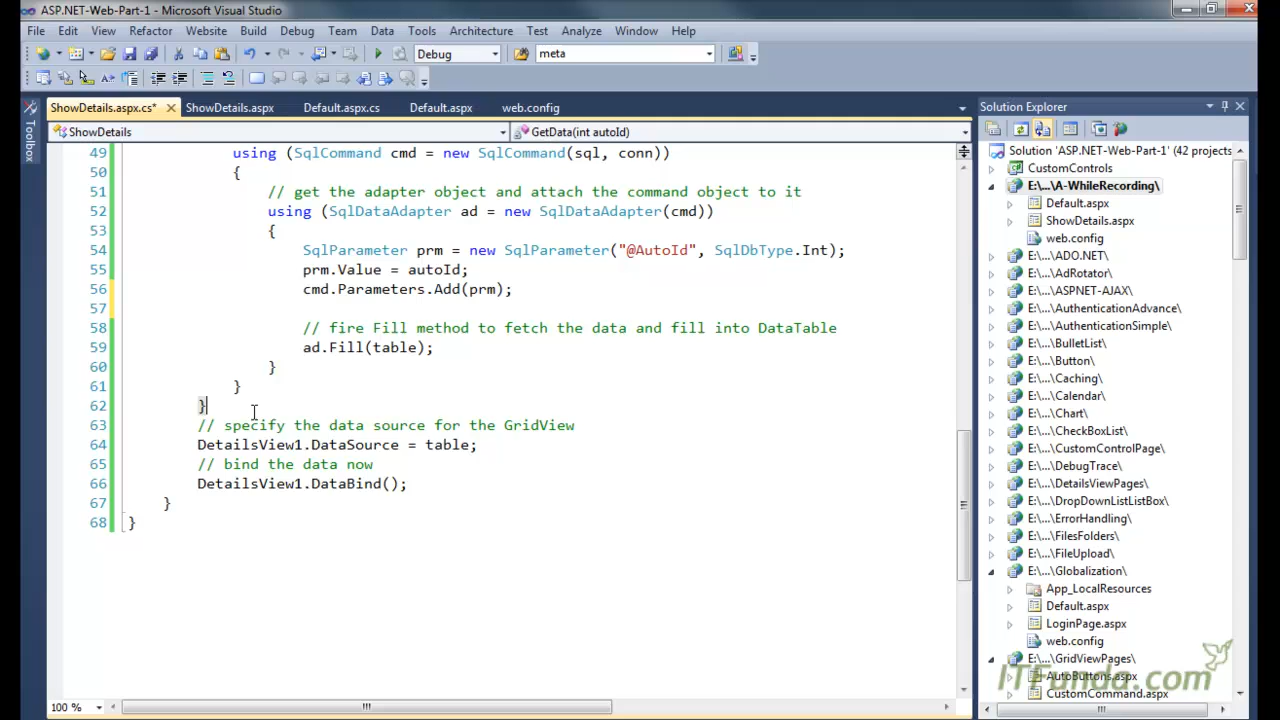 ASP.NET-Web-Part-1 - Microsoft Visual Studio
File Edit View Refactor Website Build Debug Team Data Tools Architecture Test Analyze Window Help
Debug meta
ShowDetails.aspx.cs* ShowDetails.aspx Default.aspx.cs Default.aspx web.config
ShowDetails GetData(int autoId)
49 using (SqlCommand cmd = new SqlCommand(sql, conn))
50 {
51 // get the adapter object and attach the command object to it
52 using (SqlDataAdapter ad = new SqlDataAdapter(cmd))
53 {
54 SqlParameter prm = new SqlParameter("@AutoId", SqlDbType.Int);
55 prm.Value = autoId;
56 cmd.Parameters.Add(prm);
57
58 // fire Fill method to fetch the data and fill into DataTable
59 ad.Fill(table);
60 }
61 }
62 }
63 // specify the data source for the GridView
64 DetailsView1.DataSource = table;
65 // bind the data now
66 DetailsView1.DataBind();
67 }
68 }
100 %
Toolbox
Solution Explorer
Solution 'ASP.NET-Web-Part-1' (42 projects
CustomControls
E:\...\A-WhileRecording\
Default.aspx
ShowDetails.aspx
web.config
E:\...\ADO.NET\
E:\...\AdRotator\
E:\...\ASPNET-AJAX\
E:\...\AuthenticationAdvance\
E:\...\AuthenticationSimple\
E:\...\BulletList\
E:\...\Button\
E:\...\Caching\
E:\...\Calendar\
E:\...\Chart\
E:\...\CheckBoxList\
E:\...\CustomControlPage\
E:\...\DebugTrace\
E:\...\DetailsViewPages\
E:\...\DropDownListListBox\
E:\...\ErrorHandling\
E:\...\FilesFolders\
E:\...\FileUpload\
E:\...\Globalization\
App_LocalResources
Default.aspx
LoginPage.aspx
web.config
E:\...\GridViewPages\
AutoButtons.aspx
CustomCommand.aspx
ITFunda.com